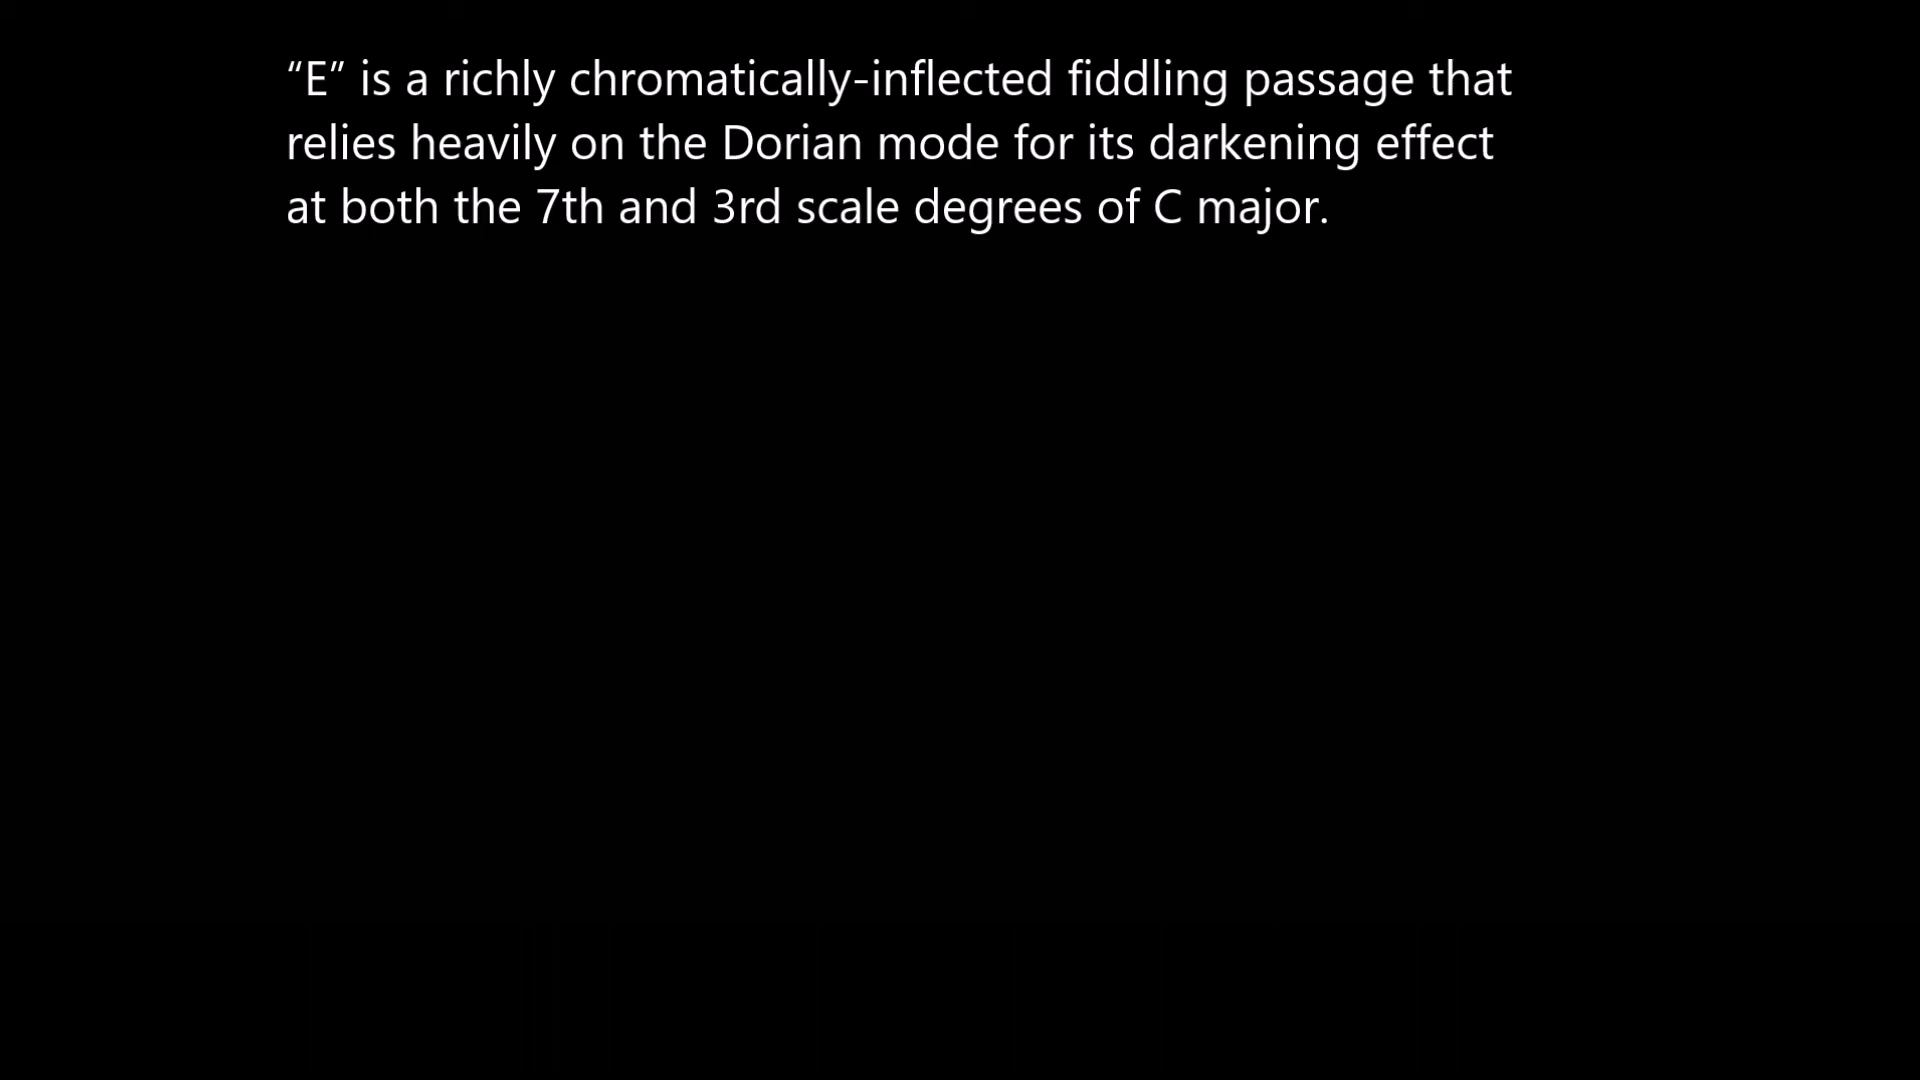 “E” is a richly chromatically-inflected fiddling passage that
relies heavily on the Dorian mode for its darkening effect
at both the 7th and 3rd scale degrees of C major.